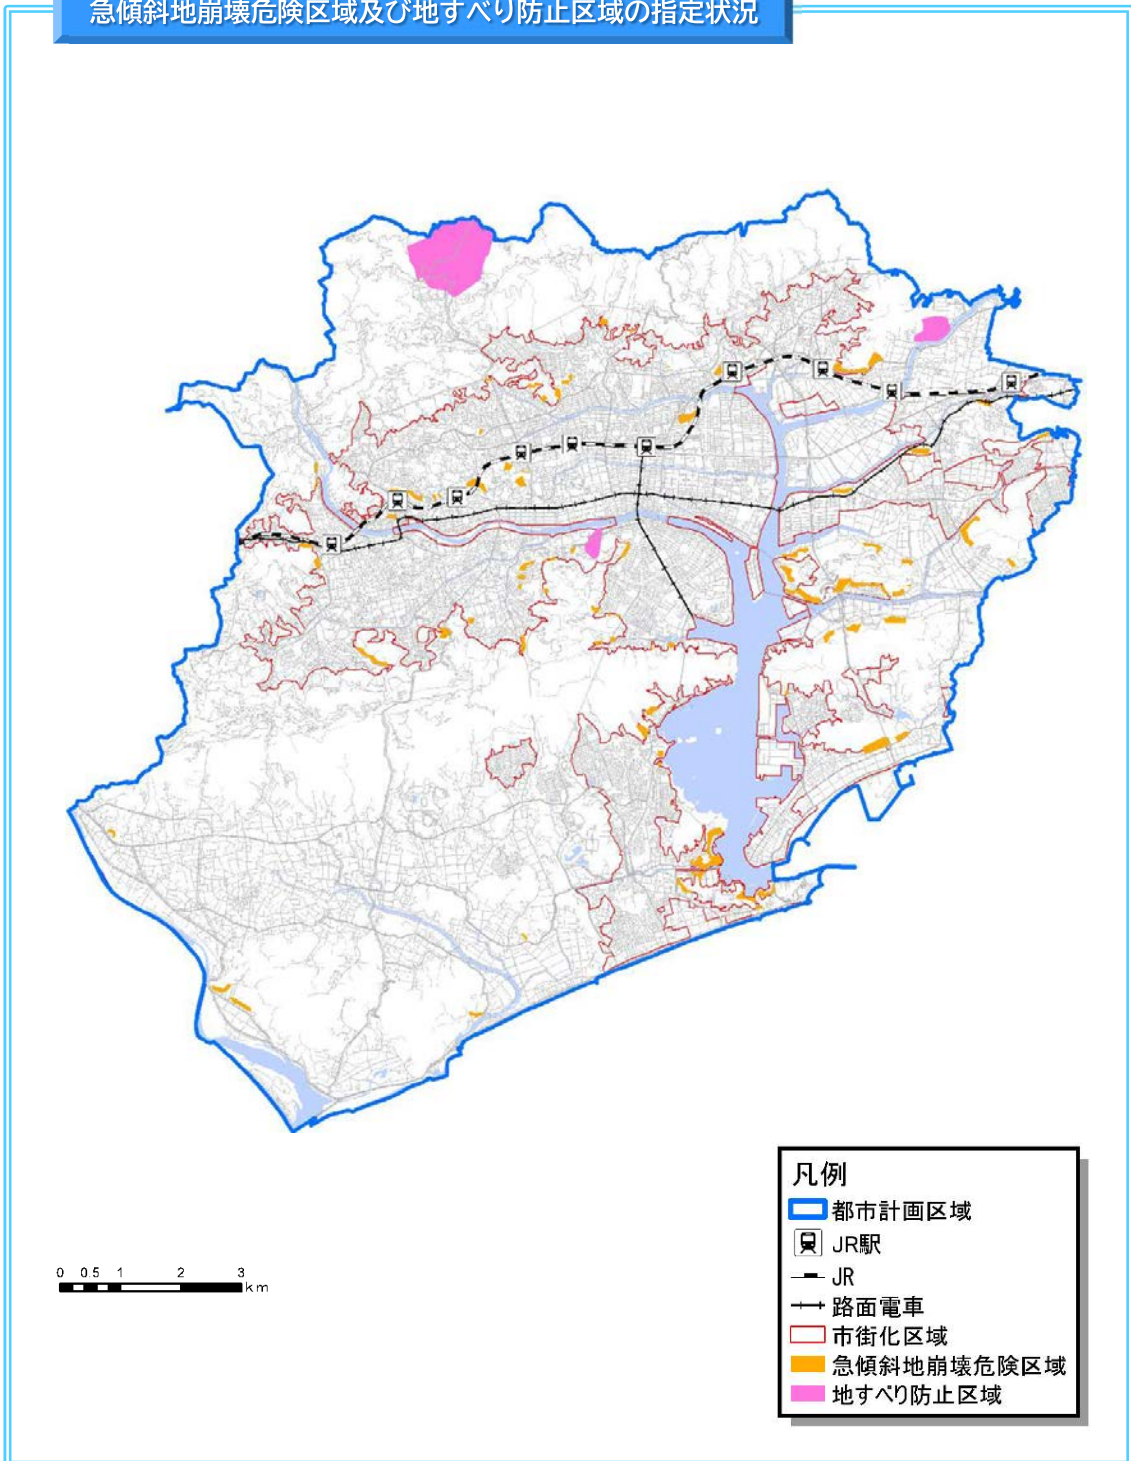 急傾斜地崩壊危険区域及び地すべり防止区域の指定状況
凡例
都市計画区域
JR駅
JR
路面電車
市街化区域
急傾斜地崩壊危険区域
地すべり防止区域
0 0.5 1 2 3
km